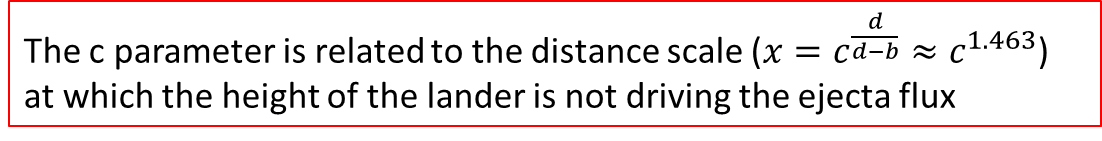 The c parameter is related to the distance scale (x = c^{\frac{d}{d-b}} ≈ c^{1.463})
at which the height of the lander is not driving the ejecta flux